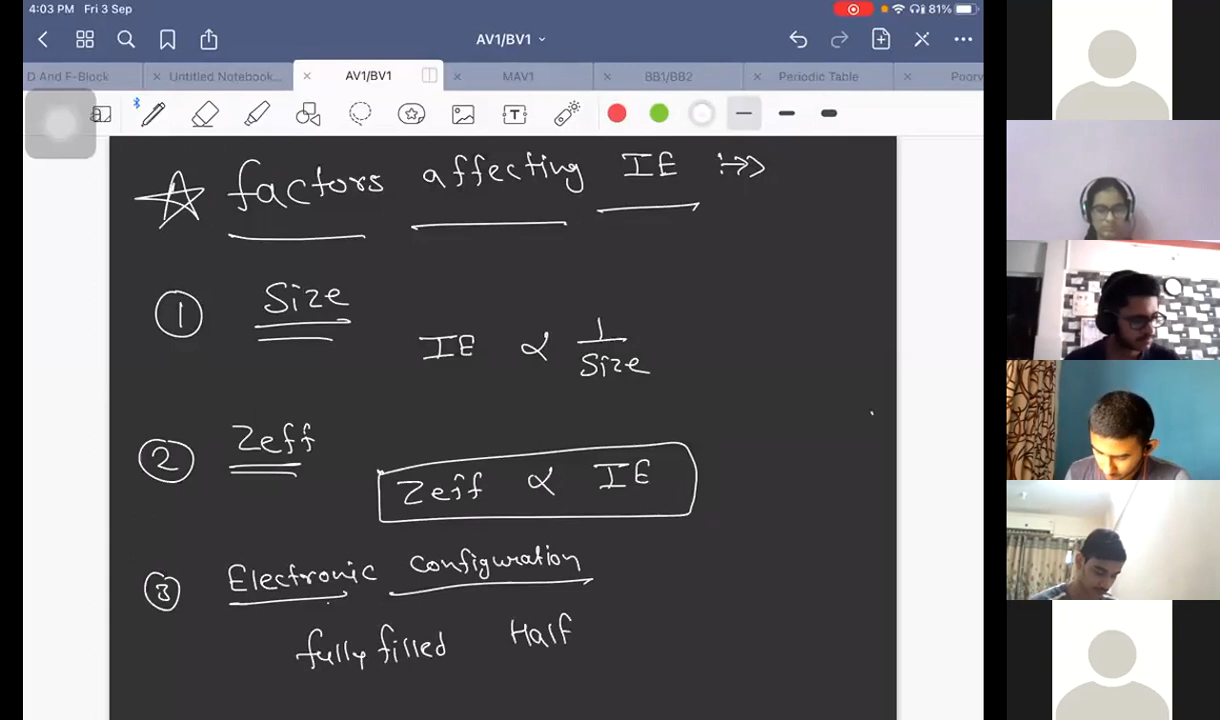 4:03 PM Fri 3 Sep
81%
AV1/BV1
D And F-Block
Untitled Notebook...
AV1/BV1
MAV1
BB1/BB2
Periodic Table
Poorv
factors affecting IE
1 Size
IE ∝ 1/Size
2 Zeff
Zeff ∝ IE
3 Electronic configuration
fully filled Half